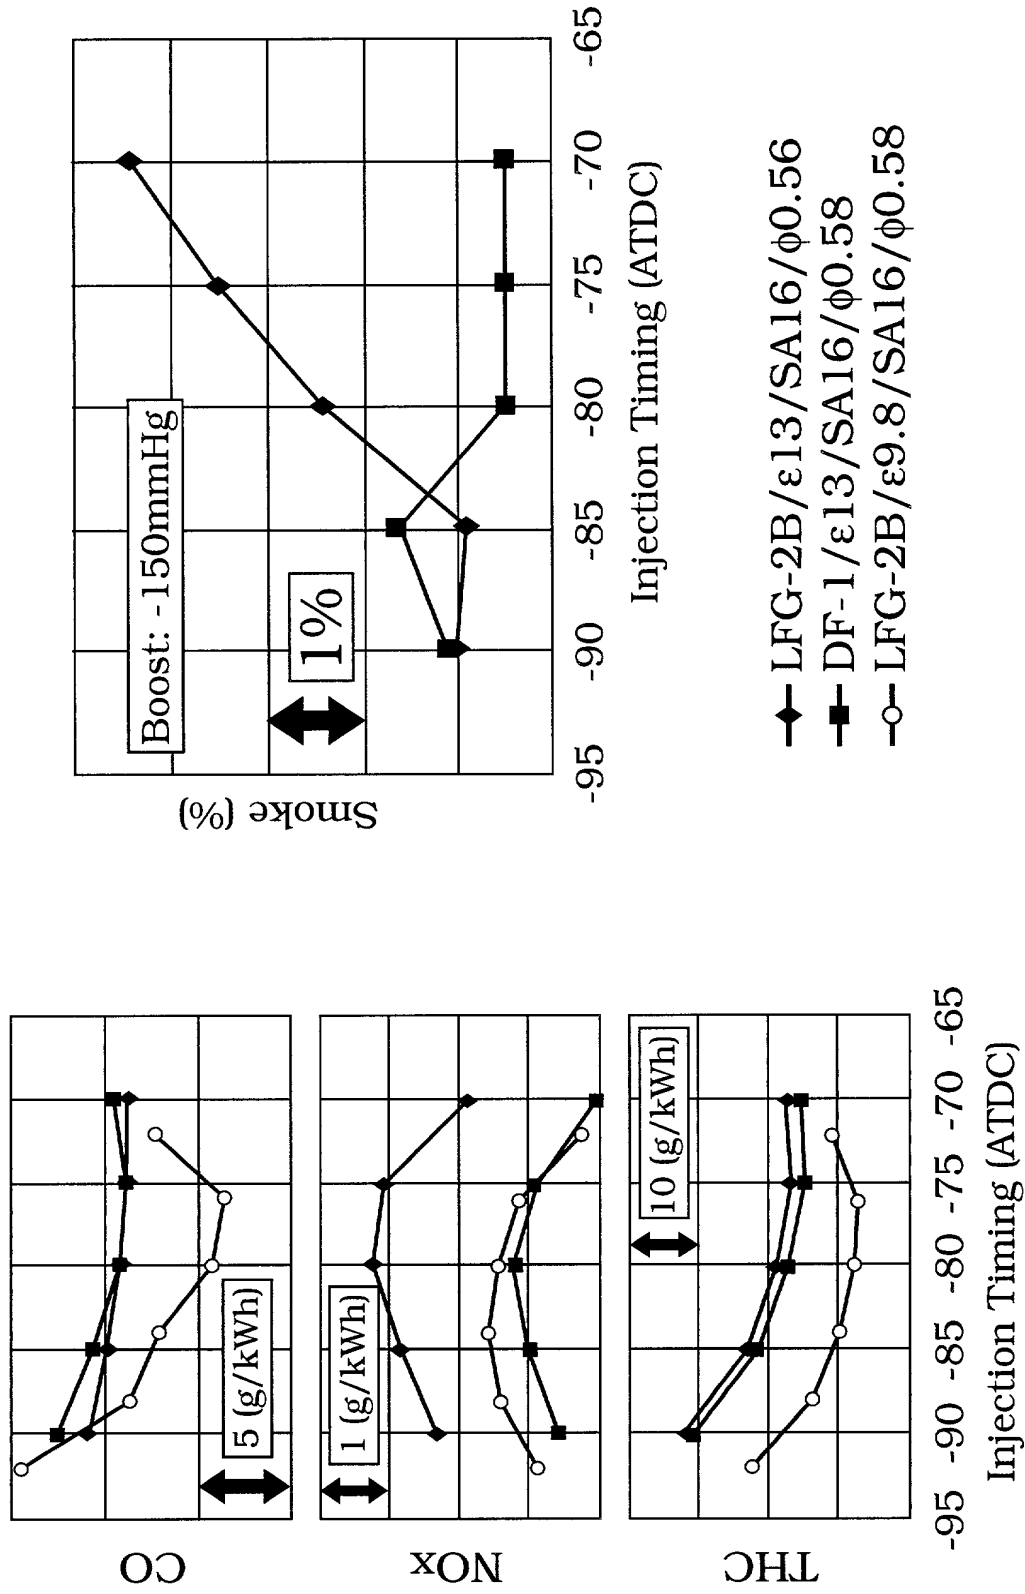 CO
5 (g/kWh)
NOx
1 (g/kWh)
THC
10 (g/kWh)
-95 -90 -85 -80 -75 -70 -65
Injection Timing (ATDC)
Smoke (%)
Boost: -150mmHg
1%
-95 -90 -85 -80 -75 -70 -65
Injection Timing (ATDC)
LFG-2B/ε13/SA16/ϕ0.56
DF-1/ε13/SA16/ϕ0.58
LFG-2B/ε9.8/SA16/ϕ0.58